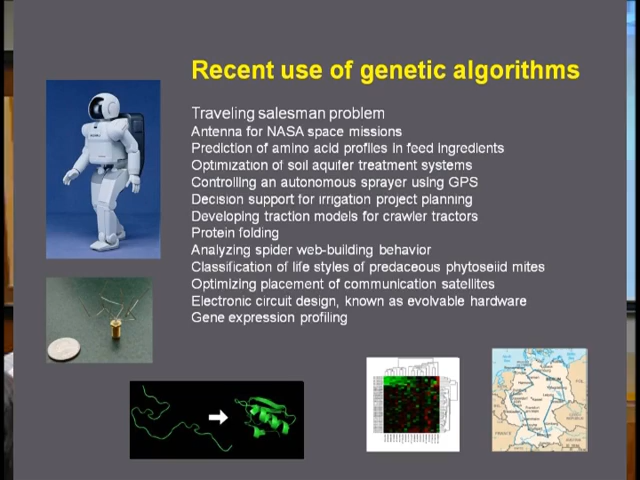 Recent use of genetic algorithms
Traveling salesman problem
Antenna for NASA space missions
Prediction of amino acid profiles in feed ingredients
Optimization of soil aquifer treatment systems
Controlling an autonomous sprayer using GPS
Decision support for irrigation project planning
Developing traction models for crawler tractors
Protein folding
Analyzing spider web-building behavior
Classification of life styles of predaceous phytoseiid mites
Optimizing placement of communication satellites
Electronic circuit design, known as evolvable hardware
Gene expression profiling